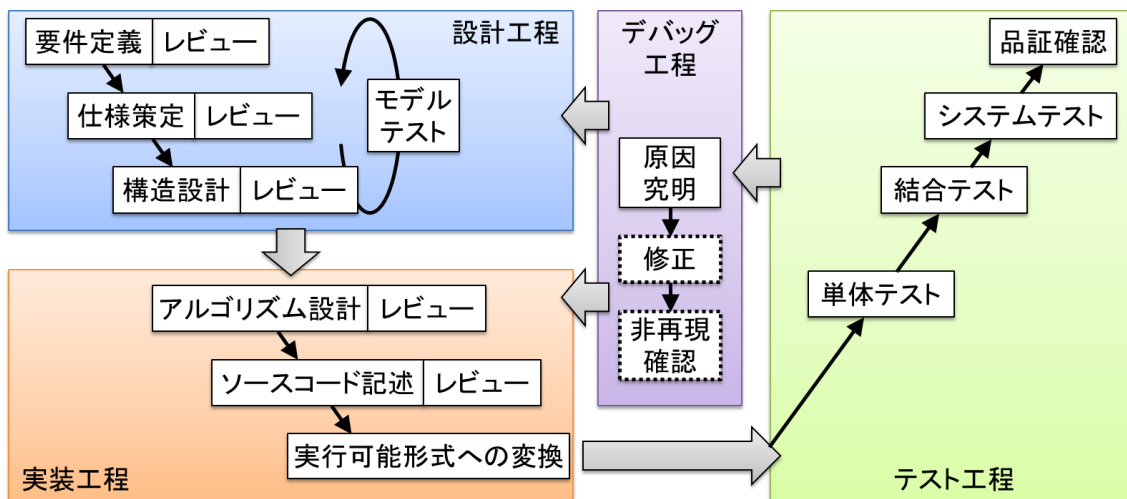 設計工程
要件定義 レビュー
仕様策定 レビュー
構造設計 レビュー
モデル
テスト
実装工程
アルゴリズム設計 レビュー
ソースコード記述 レビュー
実行可能形式への変換
デバッグ
工程
原因
究明
修正
非再現
確認
品証確認
システムテスト
結合テスト
単体テスト
テスト工程